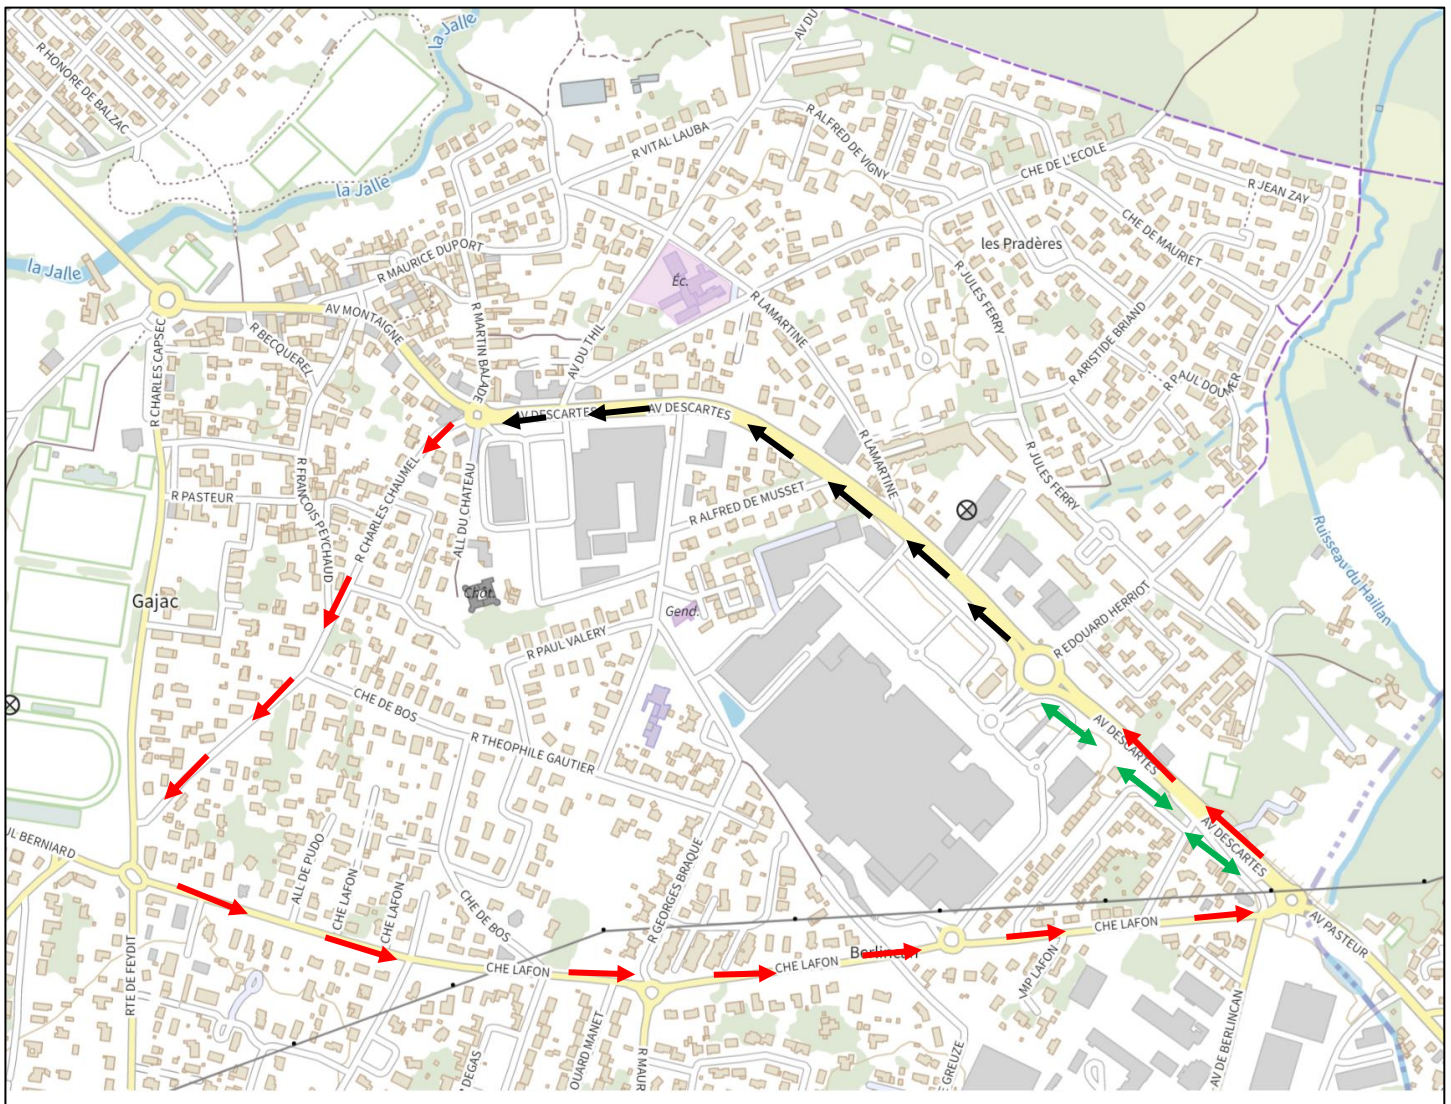 la Jalle
AV DU
R HONORE DE BALZAC
R ALFRED DE VIGNY
R VITAL LAUBA
CHE DE L'ECOLE
la Jalle
R JEAN ZAY
CHE DE MAURIET
les Pradères
R MAURICE DUPORT
la Jalle
Éc.
R JULES FERRY
R LAMARTINE
AV MONTAIGNE
R MARTIN BALADE
R BECQUEREL
R CHARLES CAPSEC
AV DU THIL
R ARISTIDE BRIAND
R PAUL DOUMER
AV DESCARTES
AV DESCARTES
R LAMARTINE
R JULES FERRY
R CHARLES CHAUMEL
R PASTEUR
R FRANCOIS PEYCHAUD
ALL DU CHATEAU
R ALFRED DE MUSSET
Ruisseau du Haillan
Chât.
Gajac
Gend.
R EDOUARD HERRIOT
R PAUL VALERY
CHE DE BOS
R THEOPHILE GAUTIER
AV DESCARTES
AV DESCARTES
UL BERNIARD
ALL DE PUDO
CHE LAFON
CHE LAFON
CHE DE BOS
R GEORGES BRAQUE
CHE LAFON
AV PASTEUR
Berlincan
CHE LAFON
CHE LAFON
RTE DE FEYDIT
IMP LAFON
AV DE BERLINCAN
DEGAS
OUARD MANET
R MAUR
E GREUZE